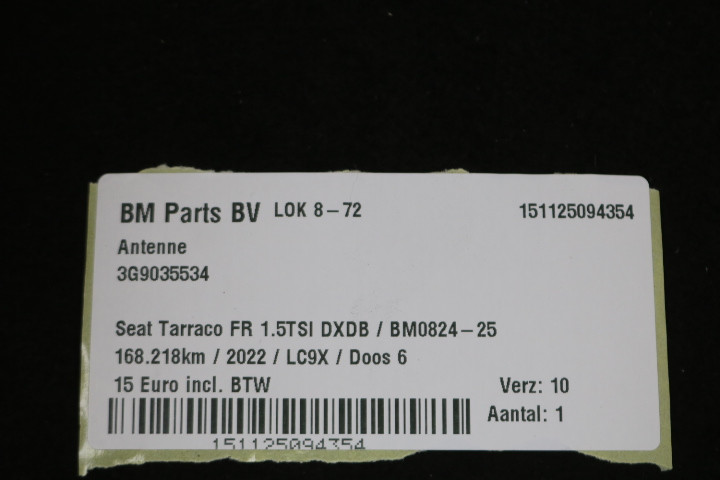 BM Parts BV LOK 8-72 151125094354
Antenne
3G9035534
Seat Tarraco FR 1.5TSI DXDB / BM0824-25
168.218km / 2022 / LC9X / Doos 6
15 Euro incl. BTW Verz: 10
Aantal: 1
151125094354